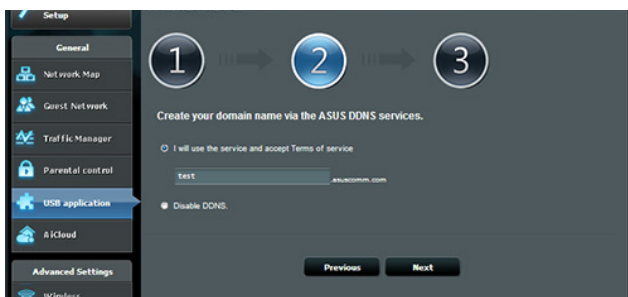 Setup
General
Network Map
Guest Network
Traffic Manager
Parental control
USB application
AiCloud
Advanced Settings
Wireless
1
2
3
Create your domain name via the ASUS DDNS services.
I will use the service and accept Terms of service
test .asuscomm.com
Disable DDNS.
Previous Next